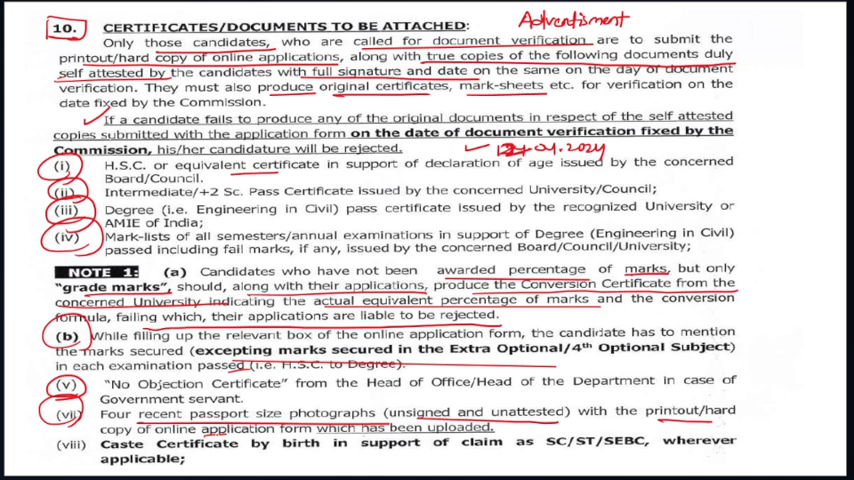 Adventisment
10. CERTIFICATES/DOCUMENTS TO BE ATTACHED:
Only those candidates, who are called for document verification are to submit the
printout/hard copy of online applications, along with true copies of the following documents duly
self attested by the candidates with full signature and date on the same on the day of document
verification. They must also produce original certificates, mark-sheets etc. for verification on the
date fixed by the Commission.
If a candidate fails to produce any of the original documents in respect of the self attested
copies submitted with the application form on the date of document verification fixed by the
Commission, his/her candidature will be rejected.
(i) H.S.C. or equivalent certificate in support of declaration of age issued by the concerned
Board/Council.
(ii) Intermediate/+2 Sc. Pass Certificate issued by the concerned University/Council;
(iii) Degree (i.e. Engineering in Civil) pass certificate issued by the recognized University or
AMIE of India;
(iv) Mark-lists of all semesters/annual examinations in support of Degree (Engineering in Civil)
passed including fail marks, if any, issued by the concerned Board/Council/University;
NOTE 1: (a) Candidates who have not been awarded percentage of marks, but only
"grade marks", should, along with their applications, produce the Conversion Certificate from the
concerned University indicating the actual equivalent percentage of marks and the conversion
formula, failing which, their applications are liable to be rejected.
(b) While filling up the relevant box of the online application form, the candidate has to mention
the marks secured (excepting marks secured in the Extra Optional/4th Optional Subject)
in each examination passed (i.e. H.S.C. to Degree).
(v) "No Objection Certificate" from the Head of Office/Head of the Department in case of
Government servant.
(vii) Four recent passport size photographs (unsigned and unattested) with the printout/hard
copy of online application form which has been uploaded.
(viii) Caste Certificate by birth in support of claim as SC/ST/SEBC, wherever
applicable;